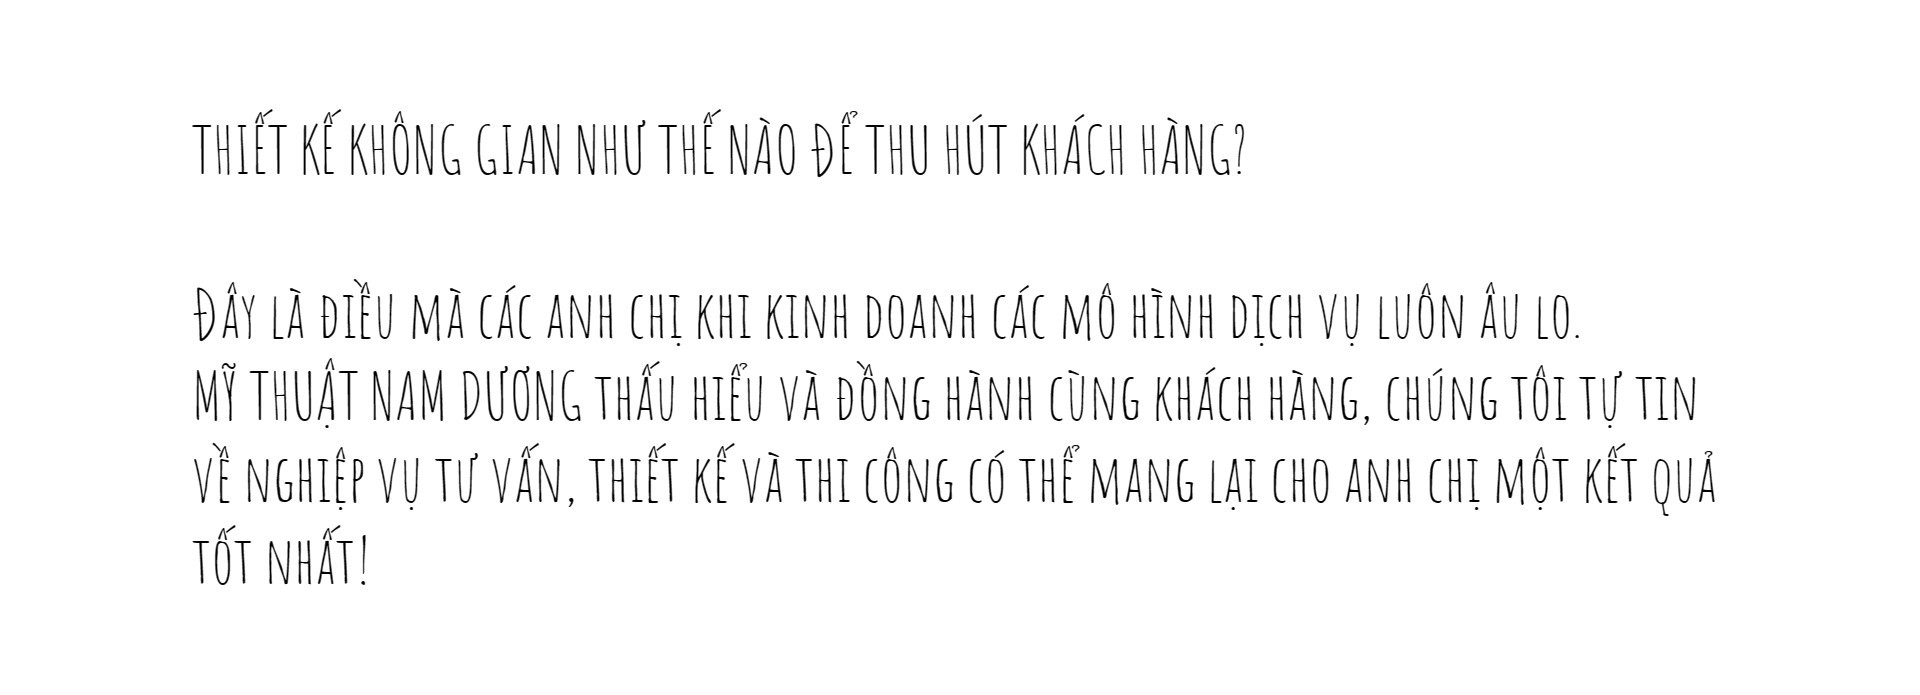 THIẾT KẾ KHÔNG GIAN NHƯ THẾ NÀO ĐỂ THU HÚT KHÁCH HÀNG?
Đây là điều mà các anh chị khi kinh doanh các mô hình dịch vụ luôn âu lo.
MỸ THUẬT NAM DƯƠNG thấu hiểu và đồng hành cùng khách hàng, chúng tôi tự tin
về nghiệp vụ tư vấn, thiết kế và thi công có thể mang lại cho anh chị một kết quả
tốt nhất!